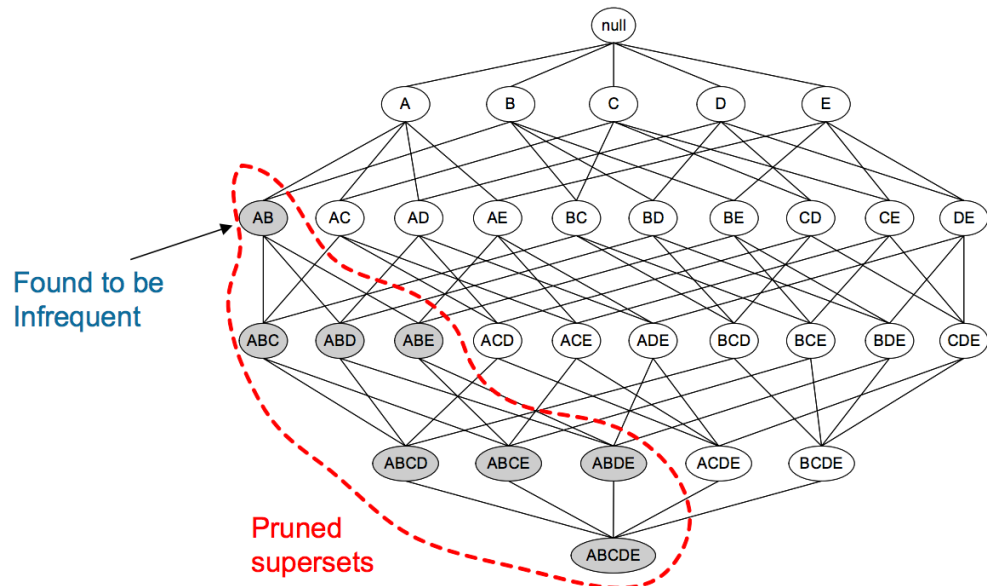 null
A B C D E
AB AC AD AE BC BD BE CD CE DE
Found to be
Infrequent
ABC ABD ABE ACD ACE ADE BCD BCE BDE CDE
ABCD ABCE ABDE ACDE BCDE
Pruned
supersets
ABCDE